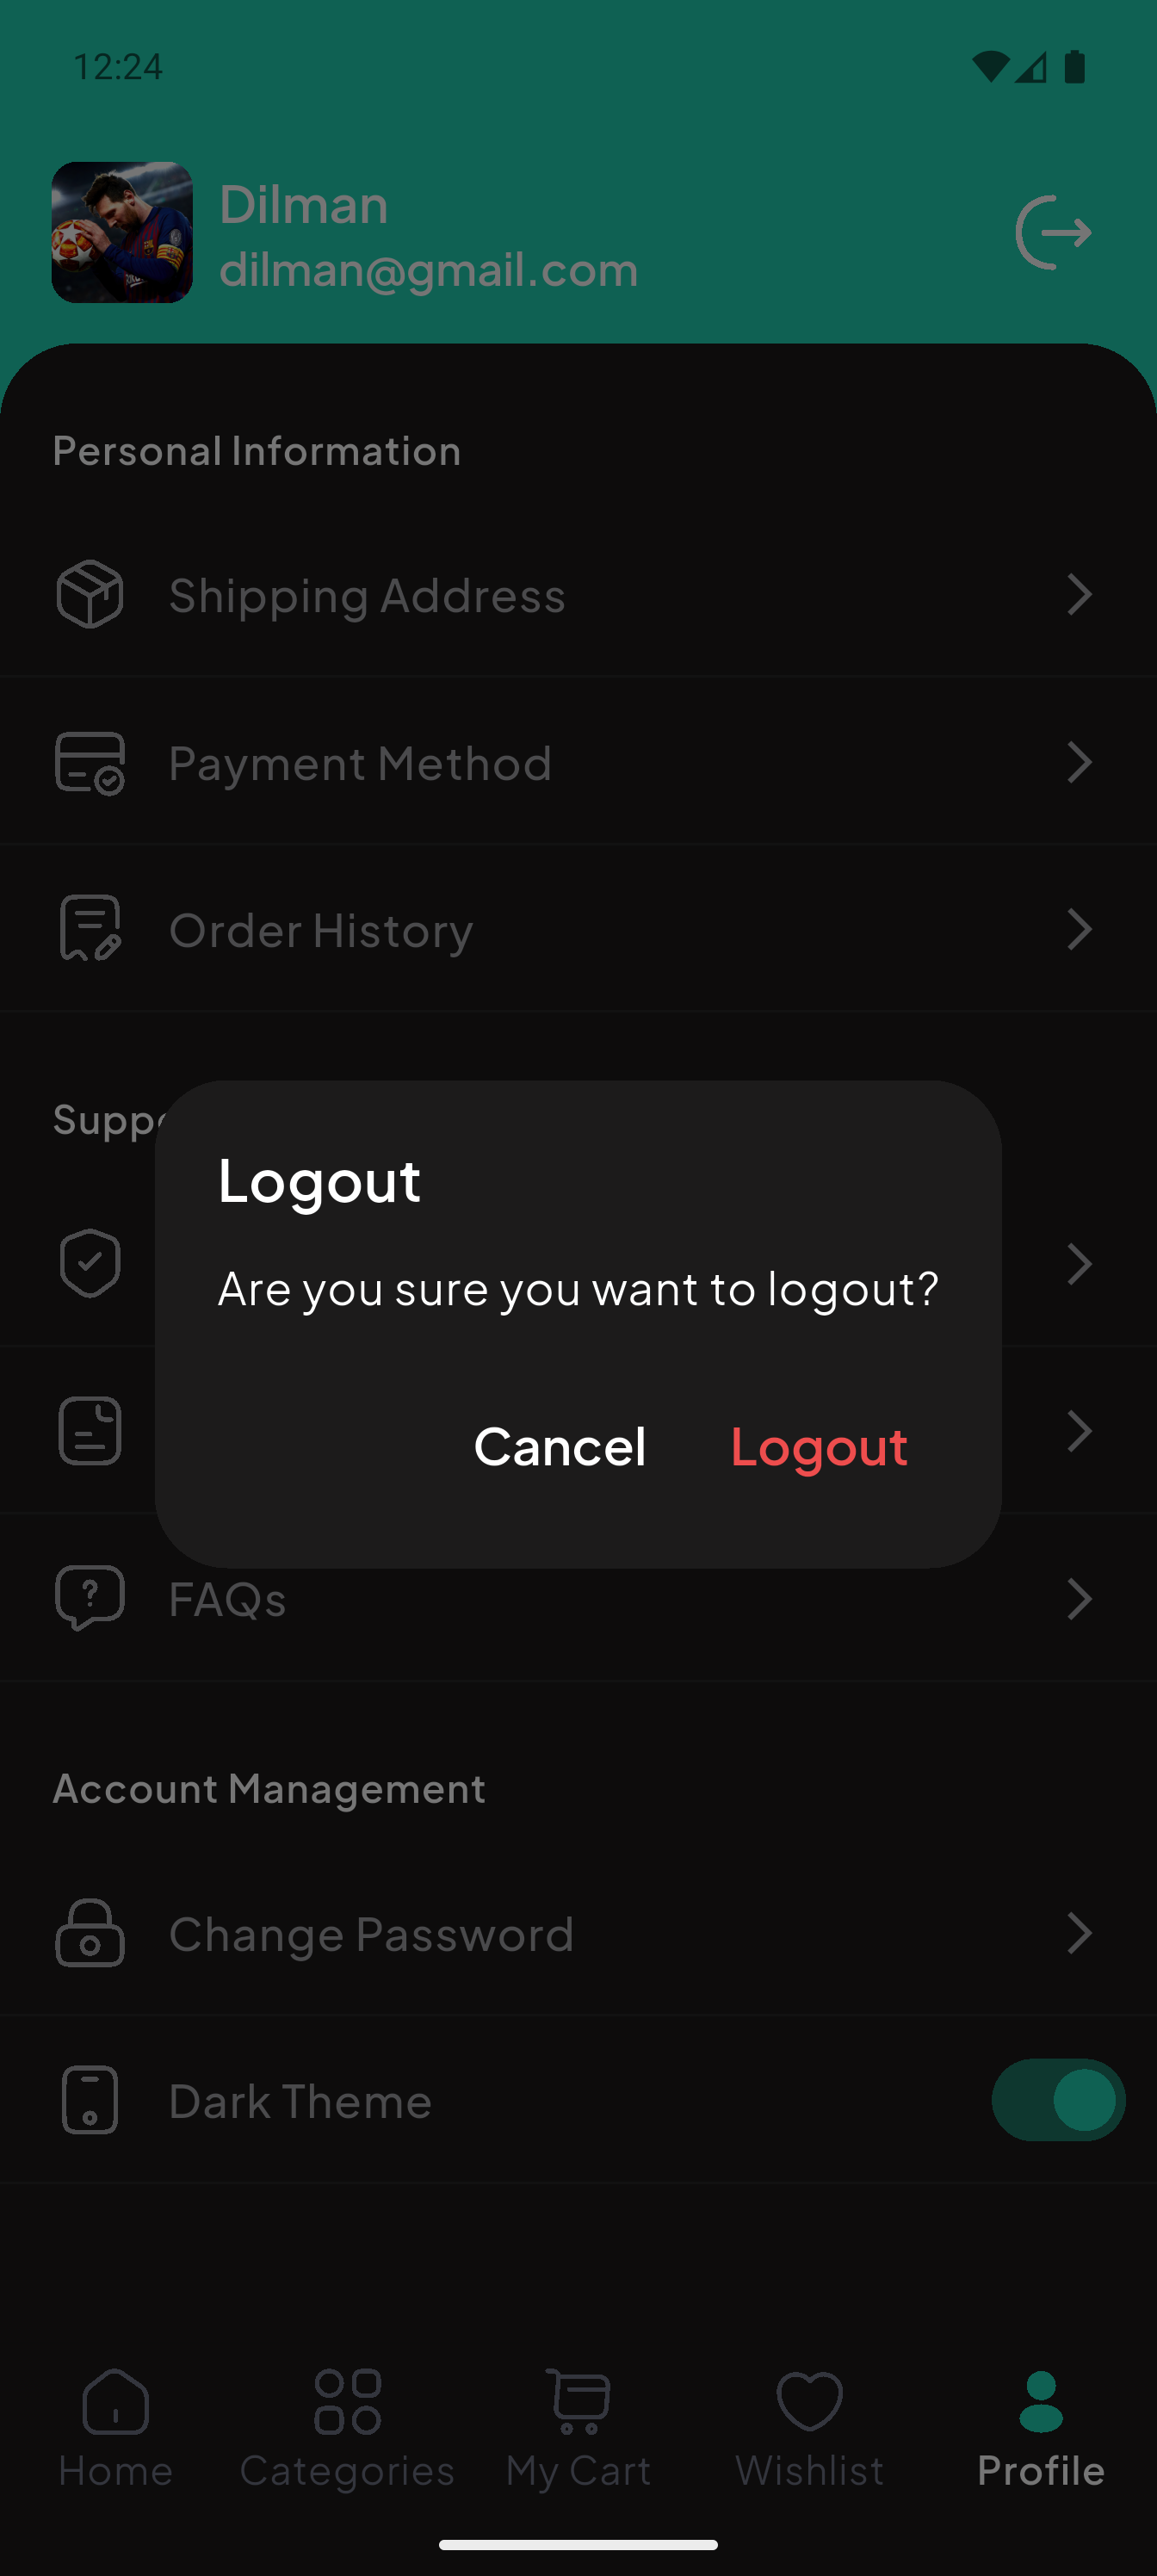 12:24
Dilman
dilman@gmail.com
Personal Information
Shipping Address
Payment Method
Order History
Logout
Are you sure you want to logout?
Cancel Logout
FAQs
Account Management
Change Password
Dark Theme
Home Categories My Cart Wishlist Profile